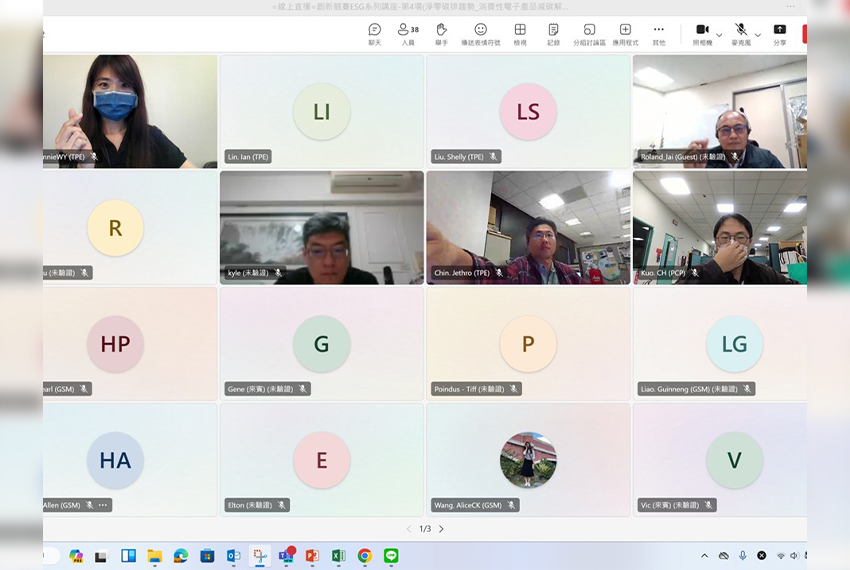 =線上直播=創新競賽ESG系列講座-第4場(淨零碳排趨勢_消費性電子產品減碳解...
聊天
人員 38
舉手
傳送表情符號
檢視
記錄
分組討論區
應用程式
其他
照相機
麥克風
分享
nnieWY (TPE)
LI
Lin. Ian (TPE)
LS
Liu. Shelly (TPE)
Roland_lai (Guest) (未驗證)
R
u (未驗證)
kyle (未驗證)
Chin. Jethro (TPE)
Kuo. CH (PCP)
HP
earl (GSM)
G
Gene (來賓) (未驗證)
P
Poindus - Tiff (未驗證)
LG
Liao. Guinneng (GSM) (未驗證)
HA
Allen (GSM)
E
Elton (未驗證)
Wang. AliceCK (GSM)
V
Vic (來賓) (未驗證)
1/3